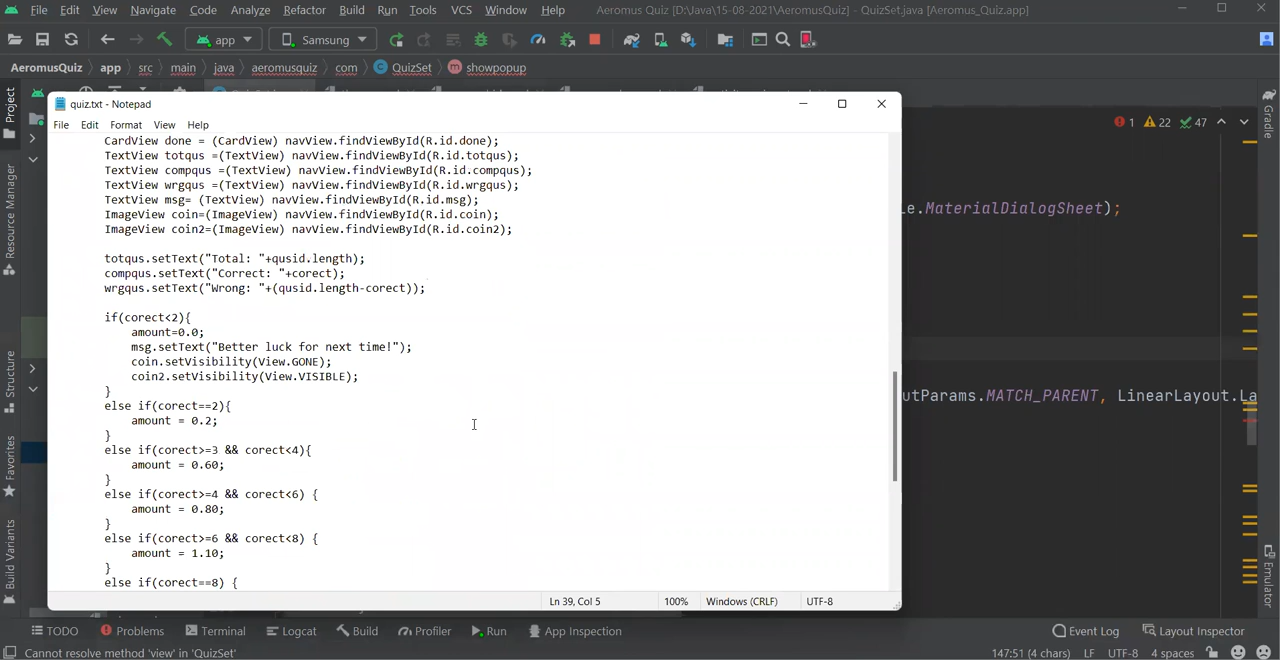 File Edit View Navigate Code Analyze Refactor Build Run Tools VCS Window Help Aeromus Quiz [D:\Java\15-08-2021\AeromusQuiz] - QuizSet.java [Aeromus_Quiz.app]
app Samsung
AeromusQuiz app src main java aeromusquiz com QuizSet showpopup
quiz.txt - Notepad
File Edit Format View Help
CardView done = (CardView) navView.findViewById(R.id.done);
TextView totqus =(TextView) navView.findViewById(R.id.totqus);
TextView compqus =(TextView) navView.findViewById(R.id.compqus);
TextView wrgqus =(TextView) navView.findViewById(R.id.wrgqus);
TextView msg= (TextView) navView.findViewById(R.id.msg);
ImageView coin=(ImageView) navView.findViewById(R.id.coin);
ImageView coin2=(ImageView) navView.findViewById(R.id.coin2);
totqus.setText("Total: "+qusid.length);
compqus.setText("Correct: "+corect);
wrgqus.setText("Wrong: "+(qusid.length-corect));
if(corect<2){
amount=0.0;
msg.setText("Better luck for next time!");
coin.setVisibility(View.GONE);
coin2.setVisibility(View.VISIBLE);
}
else if(corect==2){
amount = 0.2;
}
else if(corect>=3 && corect<4){
amount = 0.60;
}
else if(corect>=4 && corect<6) {
amount = 0.80;
}
else if(corect>=6 && corect<8) {
amount = 1.10;
}
else if(corect==8) {
Ln 39, Col 5 100% Windows (CRLF) UTF-8
1 22 47
le.MaterialDialogSheet);
utParams.MATCH_PARENT, LinearLayout.La
Project
Resource Manager
Structure
Favorites
Build Variants
Gradle
Emulator
TODO Problems Terminal Logcat Build Profiler Run App Inspection Event Log Layout Inspector
Cannot resolve method 'view' in 'QuizSet' 147:51 (4 chars) LF UTF-8 4 spaces